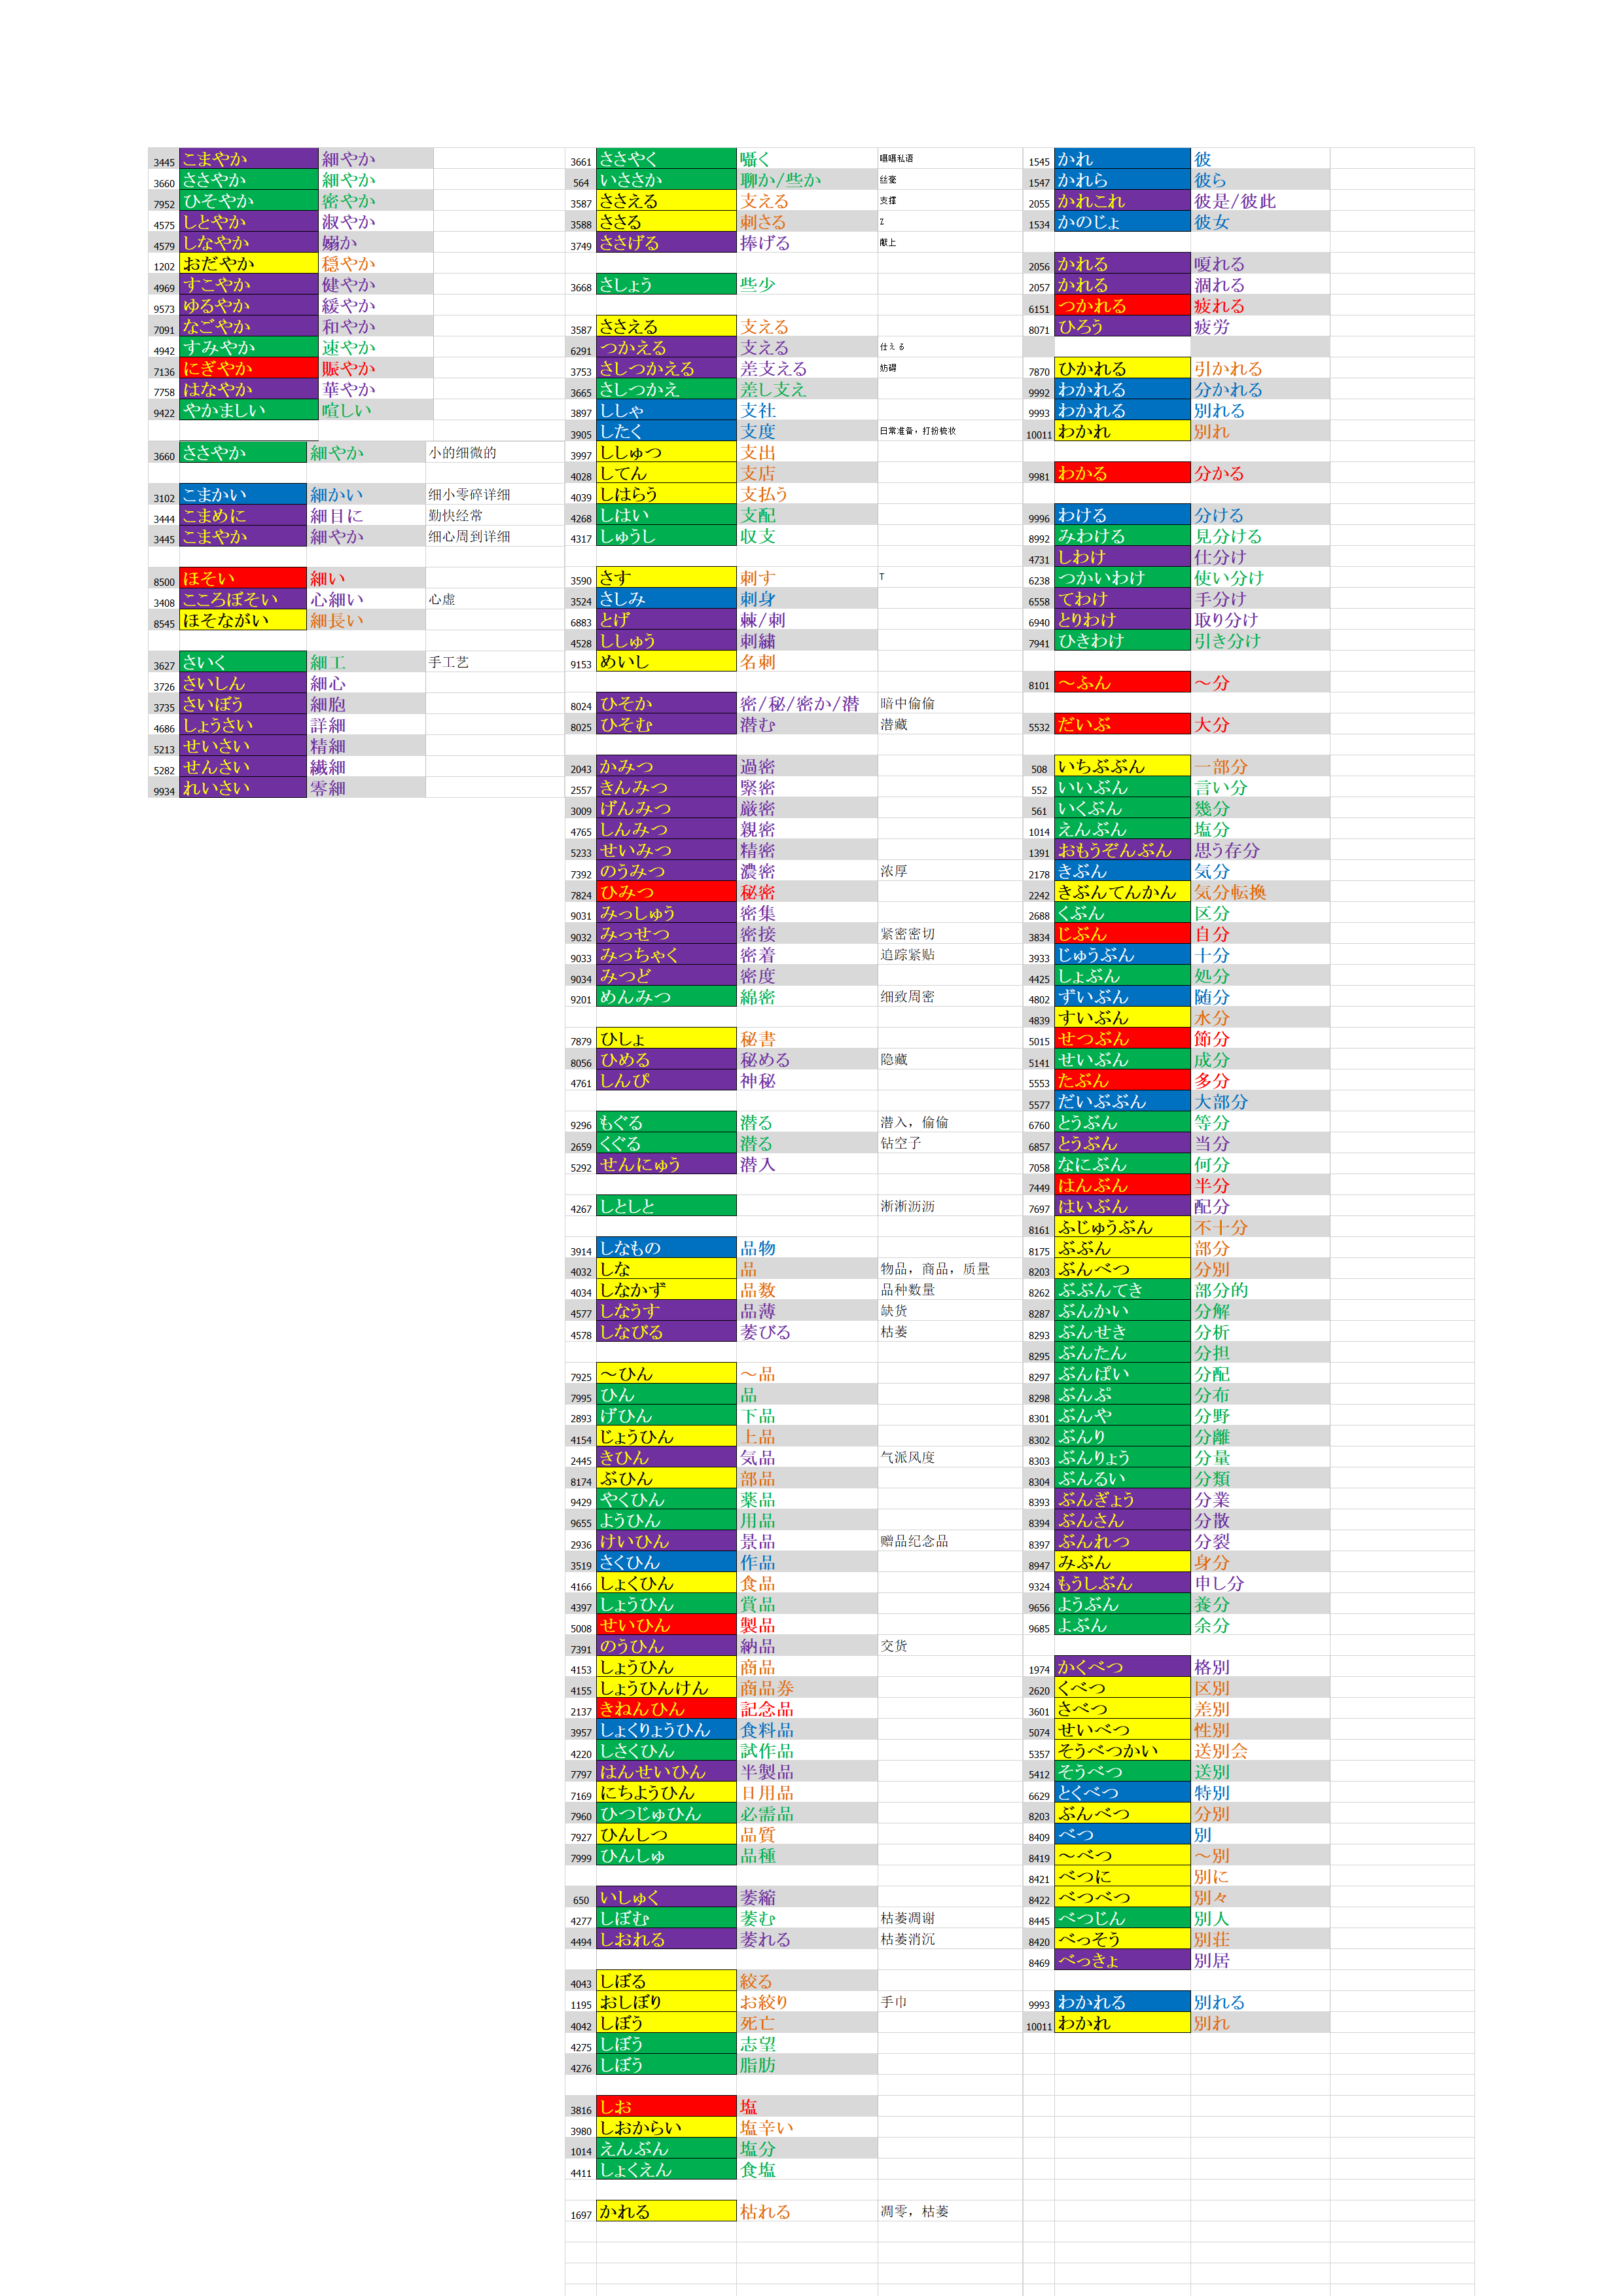 3445 こまやか 細やか
3660 ささやか 細やか
7952 ひそやか 密やか
4575 しとやか 淑やか
4579 しなやか 嫋か
1202 おだやか 穏やか
4969 すこやか 健やか
9573 ゆるやか 緩やか
7091 なごやか 和やか
4942 すみやか 速やか
7136 にぎやか 賑やか
7758 はなやか 華やか
9422 やかましい 喧しい
3660 ささやか 細やか 小的细微的
3102 こまかい 細かい 细小零碎详细
3444 こまめに 細目に 勤快经常
3445 こまやか 細やか 细心周到详细
8500 ほそい 細い
3408 こころぼそい 心細い 心虚
8545 ほそながい 細長い
3627 さいく 細工 手工艺
3726 さいしん 細心
3735 さいぼう 細胞
4686 しょうさい 詳細
5213 せいさい 精細
5282 せんさい 繊細
9934 れいさい 零細
3661 ささやく 囁く 嘁嘁私语
564 いささか 聊か/些か 丝毫
3587 ささえる 支える 支撑
3588 ささる 刺さる Z
3749 ささげる 捧げる 献上
3668 さしょう 些少
3587 ささえる 支える
6291 つかえる 支える 仕える
3753 さしつかえる 差支える 妨碍
3665 さしつかえ 差し支え
3897 ししゃ 支社
3905 したく 支度 日常准备，打扮梳妆
3997 ししゅつ 支出
4028 してん 支店
4039 しはらう 支払う
4268 しはい 支配
4317 しゅうし 収支
3590 さす 刺す T
3524 さしみ 刺身
6883 とげ 棘/刺
4528 ししゅう 刺繍
9153 めいし 名刺
8024 ひそか 密/秘/密か/潜 暗中偷偷
8025 ひそむ 潜む 潜藏
2043 かみつ 過密
2557 きんみつ 緊密
3009 げんみつ 厳密
4765 しんみつ 親密
5233 せいみつ 精密
7392 のうみつ 濃密 浓厚
7824 ひみつ 秘密
9031 みっしゅう 密集
9032 みっせつ 密接 紧密密切
9033 みっちゃく 密着 追踪紧贴
9034 みつど 密度
9201 めんみつ 綿密 细致周密
7879 ひしょ 秘書
8056 ひめる 秘める 隐藏
4761 しんぴ 神秘
9296 もぐる 潜る 潜入，偷偷
2659 くぐる 潜る 钻空子
5292 せんにゅう 潜入
4267 しとしと 淅淅沥沥
3914 しなもの 品物
4032 しな 品 物品，商品，质量
4034 しなかず 品数 品种数量
4577 しなうす 品薄 缺货
4578 しなびる 萎びる 枯萎
7925 ～ひん ～品
7995 ひん 品
2893 げひん 下品
4154 じょうひん 上品
2445 きひん 気品 气派风度
8174 ぶひん 部品
9429 やくひん 薬品
9655 ようひん 用品
2936 けいひん 景品 赠品纪念品
3519 さくひん 作品
4166 しょくひん 食品
4397 しょうひん 賞品
5008 せいひん 製品
7391 のうひん 納品 交货
4153 しょうひん 商品
4155 しょうひんけん 商品券
2137 きねんひん 記念品
3957 しょくりょうひん 食料品
4220 しさくひん 試作品
7797 はんせいひん 半製品
7169 にちようひん 日用品
7960 ひつじゅひん 必需品
7927 ひんしつ 品質
7999 ひんしゅ 品種
650 いしゅく 萎縮
4277 しぼむ 萎む 枯萎凋谢
4494 しおれる 萎れる 枯萎消沉
4043 しぼる 絞る
1195 おしぼり お絞り 手巾
4042 しぼう 死亡
4275 しぼう 志望
4276 しぼう 脂肪
3816 しお 塩
3980 しおからい 塩辛い
1014 えんぶん 塩分
4411 しょくえん 食塩
1697 かれる 枯れる 凋零，枯萎
1545 かれ 彼
1547 かれら 彼ら
2055 かれこれ 彼是/彼此
1534 かのじょ 彼女
2056 かれる 嗄れる
2057 かれる 涸れる
6151 つかれる 疲れる
8071 ひろう 疲労
7870 ひかれる 引かれる
9992 わかれる 分かれる
9993 わかれる 別れる
10011 わかれ 別れ
9981 わかる 分かる
9996 わける 分ける
8992 みわける 見分ける
4731 しわけ 仕分け
6238 つかいわけ 使い分け
6558 てわけ 手分け
6940 とりわけ 取り分け
7941 ひきわけ 引き分け
8101 ～ふん ～分
5532 だいぶ 大分
508 いちぶぶん 一部分
552 いいぶん 言い分
561 いくぶん 幾分
1014 えんぶん 塩分
1391 おもうぞんぶん 思う存分
2178 きぶん 気分
2242 きぶんてんかん 気分転換
2688 くぶん 区分
3834 じぶん 自分
3933 じゅうぶん 十分
4425 しょぶん 処分
4802 ずいぶん 随分
4839 すいぶん 水分
5015 せつぶん 節分
5141 せいぶん 成分
5553 たぶん 多分
5577 だいぶぶん 大部分
6760 とうぶん 等分
6857 とうぶん 当分
7058 なにぶん 何分
7449 はんぶん 半分
7697 はいぶん 配分
8161 ふじゅうぶん 不十分
8175 ぶぶん 部分
8203 ぶんべつ 分別
8262 ぶぶんてき 部分的
8287 ぶんかい 分解
8293 ぶんせき 分析
8295 ぶんたん 分担
8297 ぶんぱい 分配
8298 ぶんぷ 分布
8301 ぶんや 分野
8302 ぶんり 分離
8303 ぶんりょう 分量
8304 ぶんるい 分類
8393 ぶんぎょう 分業
8394 ぶんさん 分散
8397 ぶんれつ 分裂
8947 みぶん 身分
9324 もうしぶん 申し分
9656 ようぶん 養分
9685 よぶん 余分
1974 かくべつ 格別
2620 くべつ 区別
3601 さべつ 差別
5074 せいべつ 性別
5357 そうべつかい 送別会
5412 そうべつ 送別
6629 とくべつ 特別
8203 ぶんべつ 分別
8409 べつ 別
8419 ～べつ ～別
8421 べつに 別に
8422 べつべつ 別々
8445 べつじん 別人
8420 べっそう 別荘
8469 べっきょ 別居
9993 わかれる 別れる
10011 わかれ 別れ